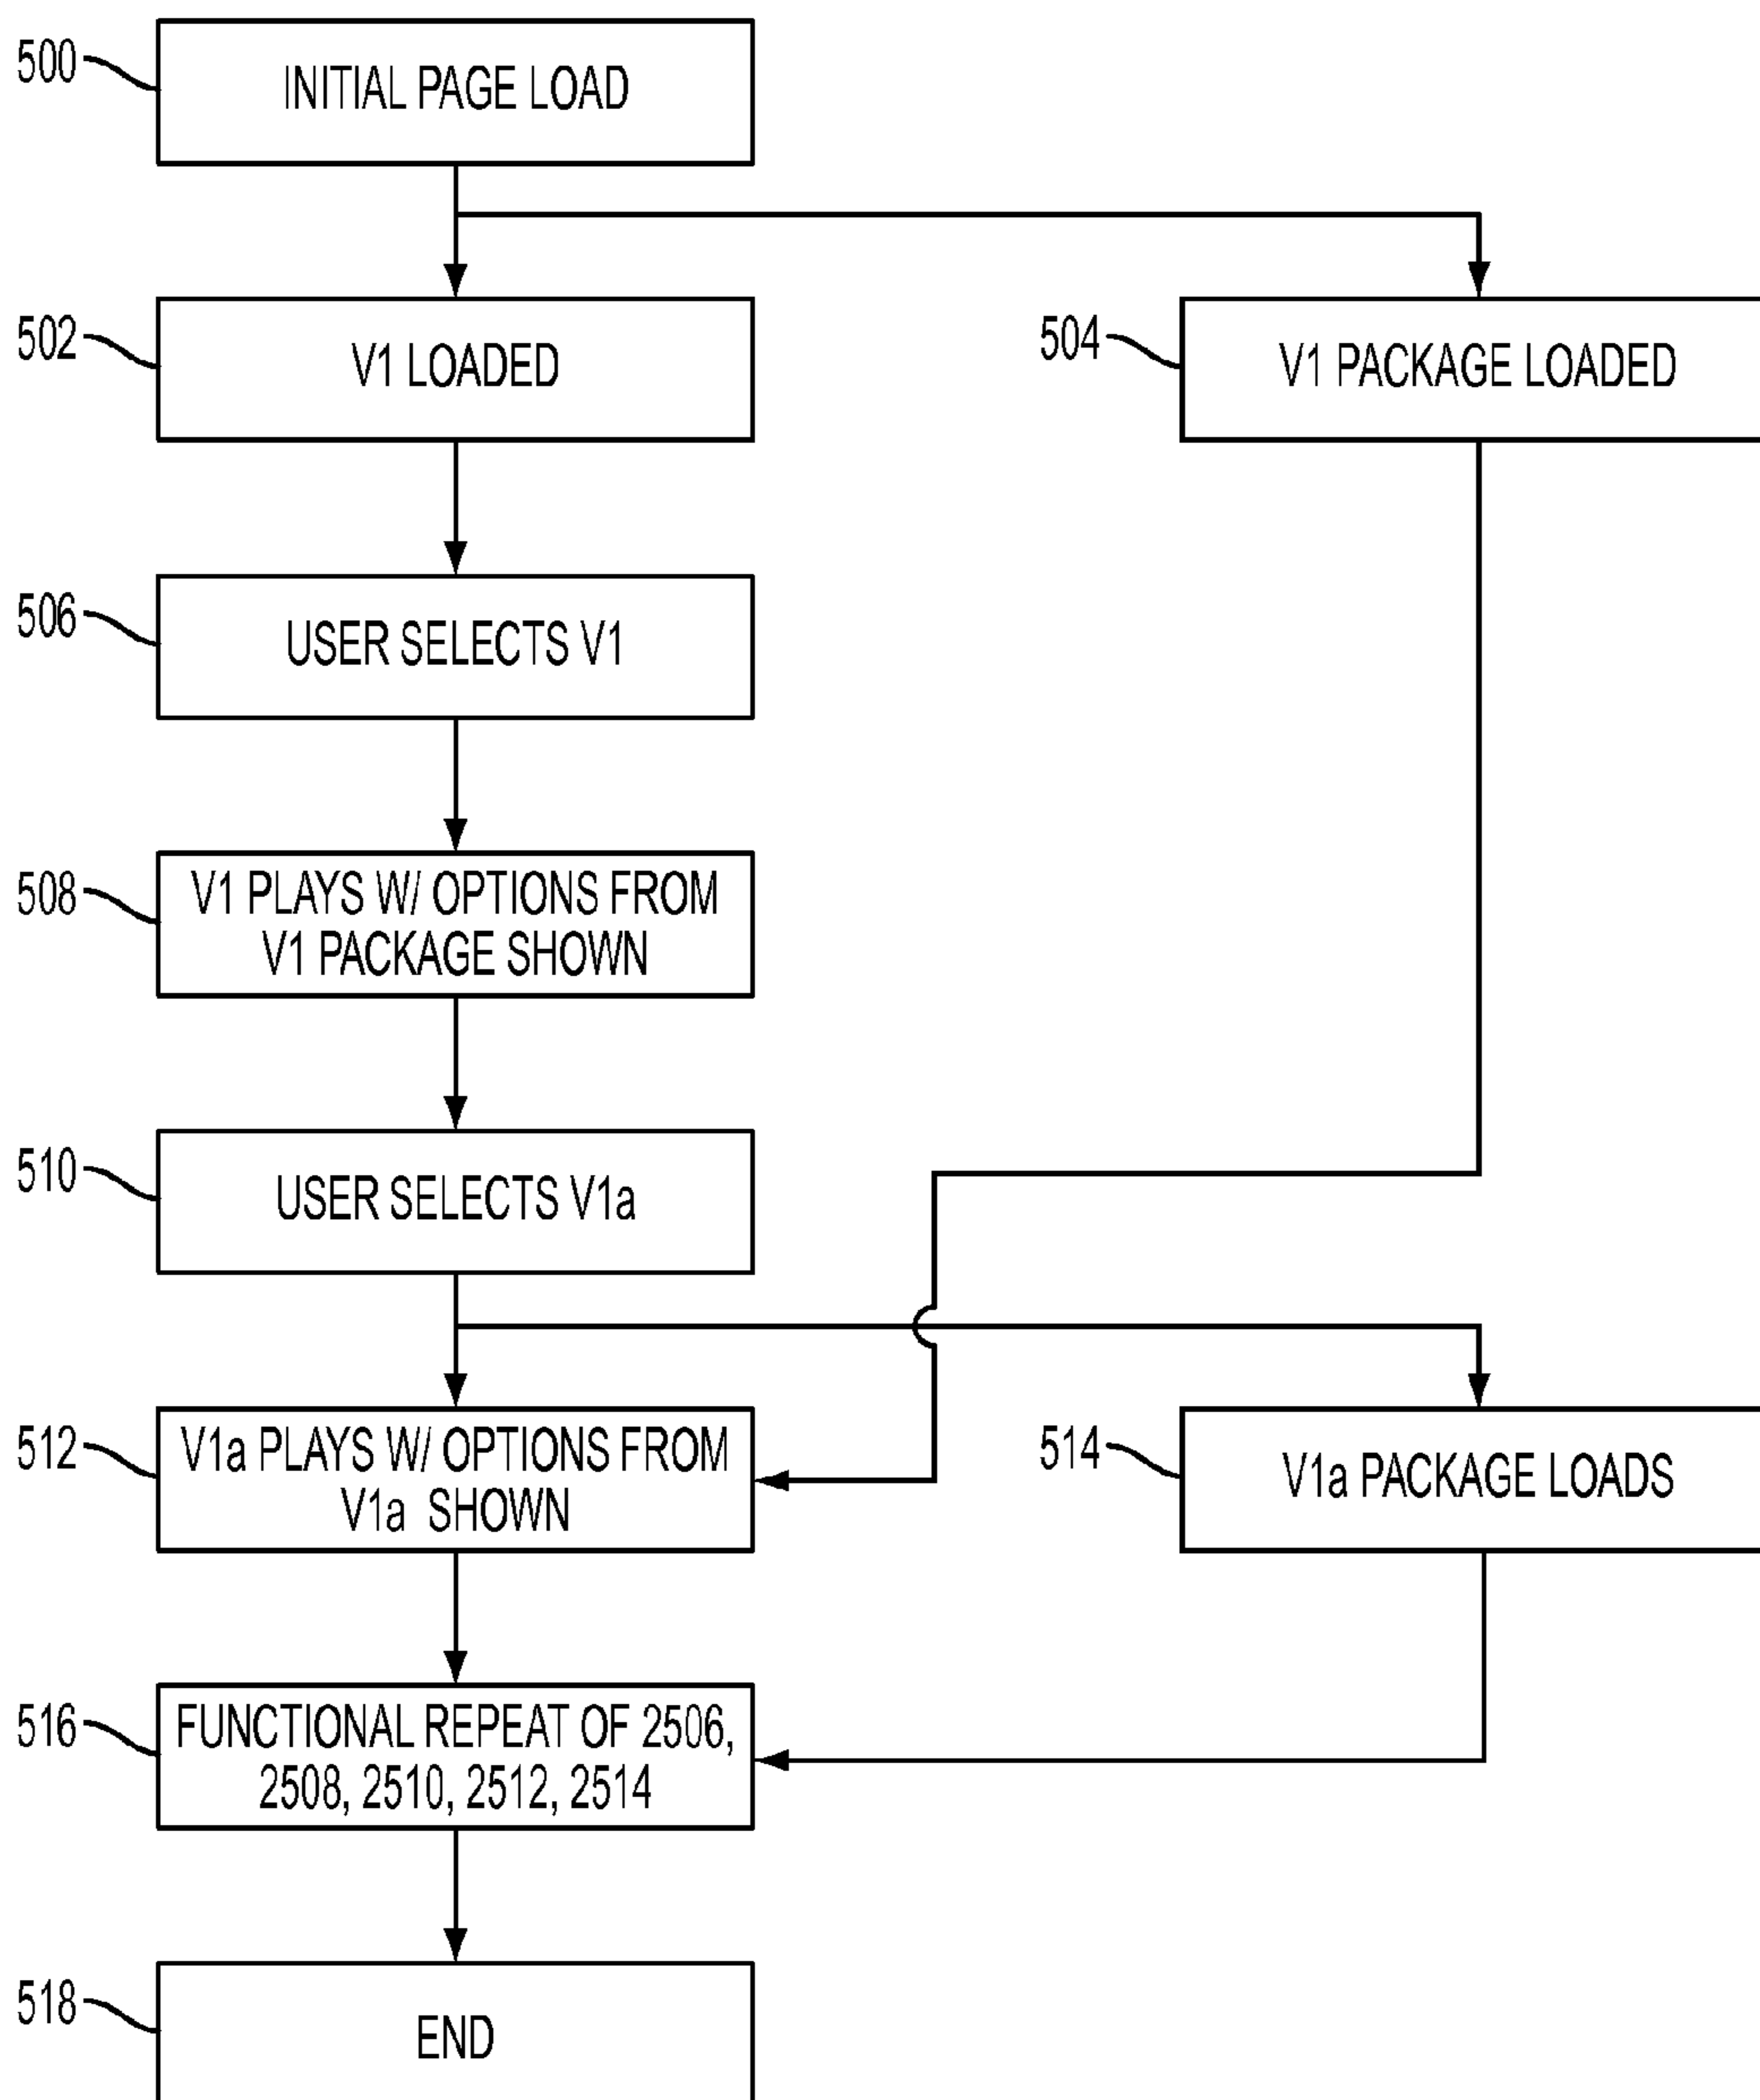 500
INITIAL PAGE LOAD
502
V1 LOADED
504
V1 PACKAGE LOADED
506
USER SELECTS V1
508
V1 PLAYS W/ OPTIONS FROM
V1 PACKAGE SHOWN
510
USER SELECTS V1a
512
V1a PLAYS W/ OPTIONS FROM
V1a SHOWN
514
V1a PACKAGE LOADS
516
FUNCTIONAL REPEAT OF 2506,
2508, 2510, 2512, 2514
518
END